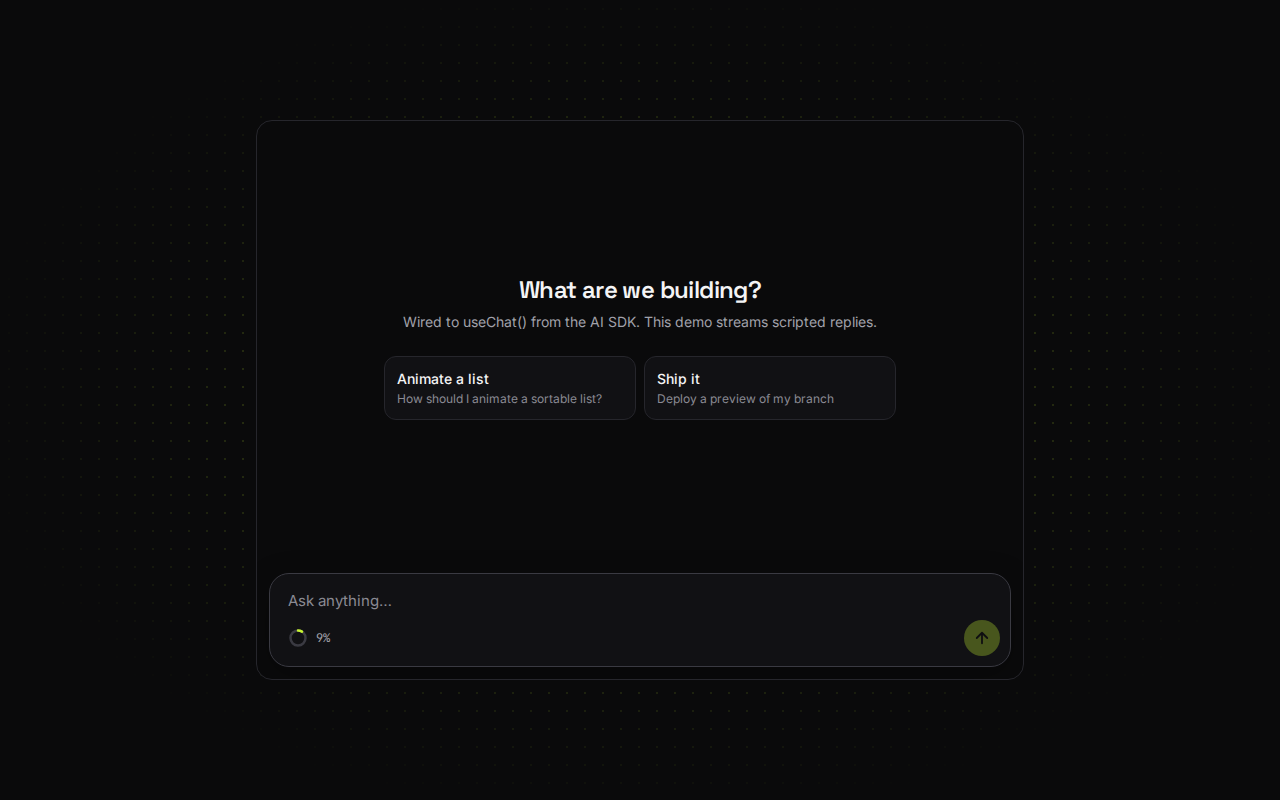 What are we building?
Wired to useChat() from the AI SDK. This demo streams scripted replies.
Animate a list
How should I animate a sortable list?
Ship it
Deploy a preview of my branch
Ask anything...
9%